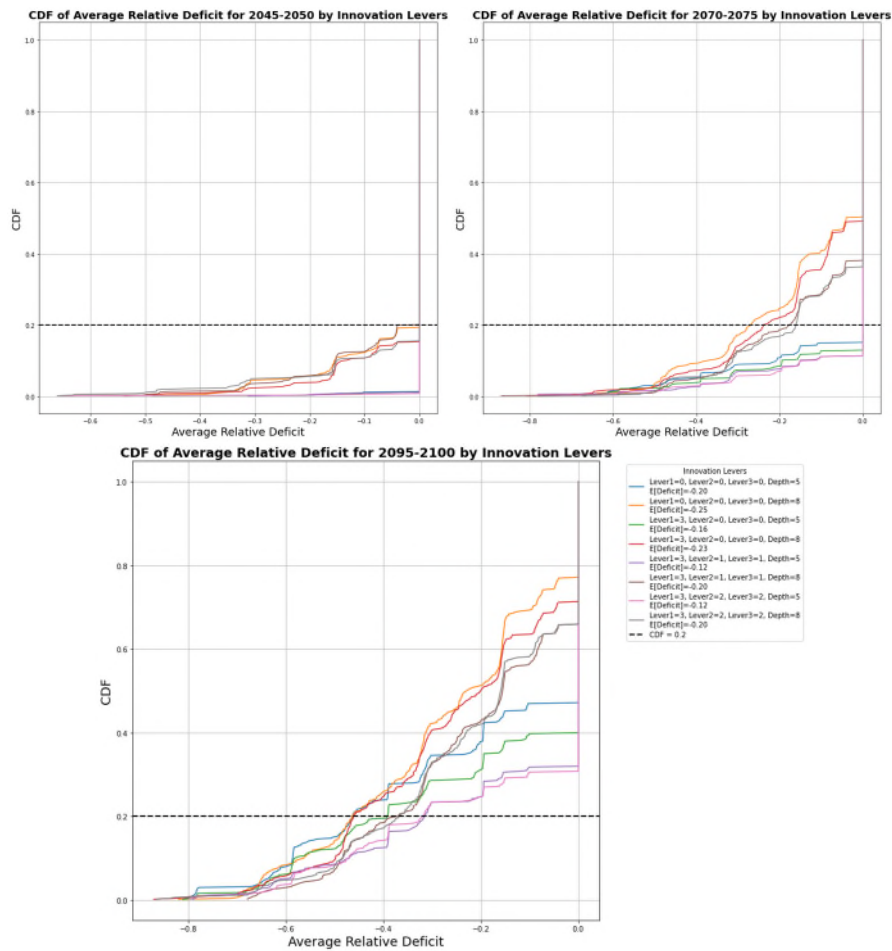 CDF of Average Relative Deficit for 2045-2050 by Innovation Levers
1.0
0.8
0.6
0.4
0.2
0.0
CDF
−0.6
−0.5
−0.4
−0.3
−0.2
−0.1
0.0
Average Relative Deficit
CDF of Average Relative Deficit for 2070-2075 by Innovation Levers
1.0
0.8
0.6
0.4
0.2
0.0
CDF
−0.8
−0.6
−0.4
−0.2
0.0
Average Relative Deficit
CDF of Average Relative Deficit for 2095-2100 by Innovation Levers
1.0
0.8
0.6
0.4
0.2
0.0
CDF
−0.8
−0.6
−0.4
−0.2
0.0
Average Relative Deficit
Innovation Levers
Lever1=0, Lever2=0, Lever3=0, Depth=5
E[Deficit]=-0.20
Lever1=0, Lever2=0, Lever3=0, Depth=8
E[Deficit]=-0.25
Lever1=3, Lever2=0, Lever3=0, Depth=5
E[Deficit]=-0.16
Lever1=3, Lever2=0, Lever3=0, Depth=8
E[Deficit]=-0.23
Lever1=3, Lever2=1, Lever3=1, Depth=5
E[Deficit]=-0.12
Lever1=3, Lever2=1, Lever3=1, Depth=8
E[Deficit]=-0.20
Lever1=3, Lever2=2, Lever3=2, Depth=5
E[Deficit]=-0.12
Lever1=3, Lever2=2, Lever3=2, Depth=8
E[Deficit]=-0.20
CDF = 0.2